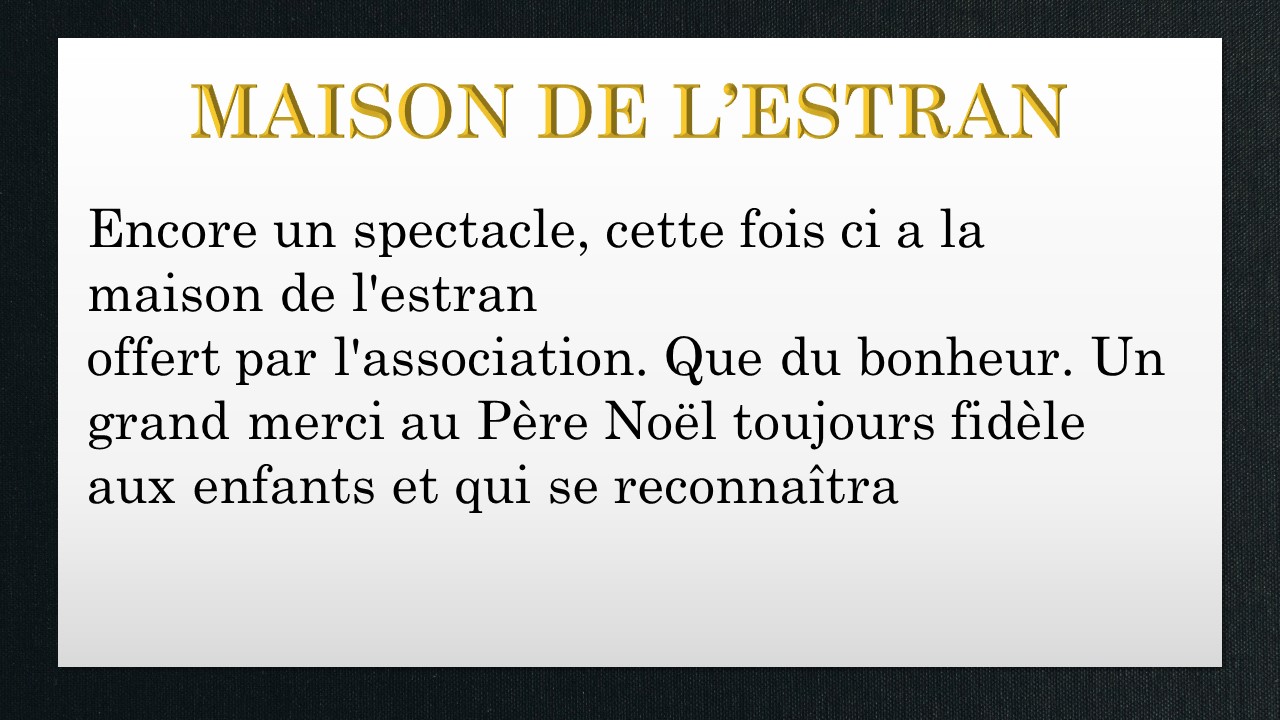 MAISON DE L’ESTRAN
Encore un spectacle, cette fois ci a la
maison de l'estran
offert par l'association. Que du bonheur. Un
grand merci au Père Noël toujours fidèle
aux enfants et qui se reconnaîtra